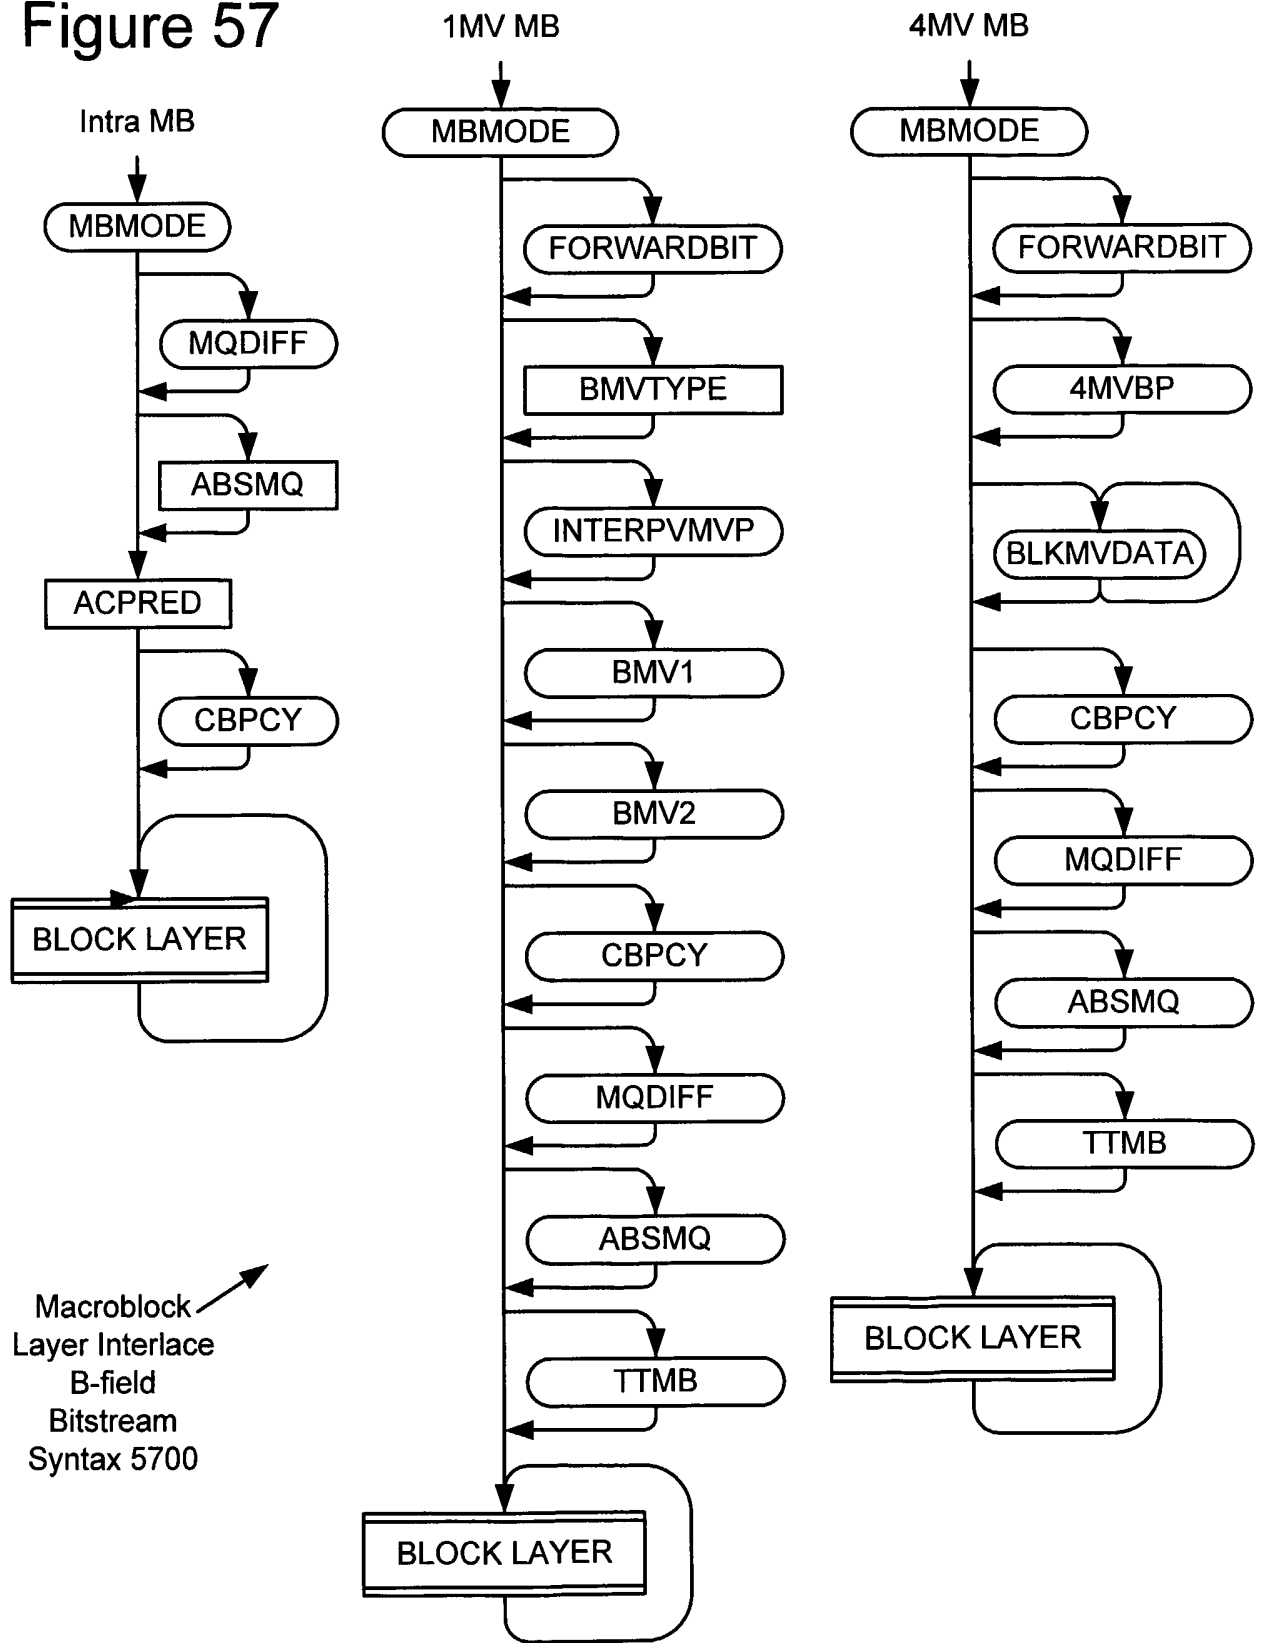 Figure 57
Intra MB
MBMODE
MQDIFF
ABSMQ
ACPRED
CBPCY
BLOCK LAYER
1MV MB
MBMODE
FORWARDBIT
BMVTYPE
INTERPVMVP
BMV1
BMV2
CBPCY
MQDIFF
ABSMQ
TTMB
BLOCK LAYER
4MV MB
MBMODE
FORWARDBIT
4MVBP
BLKMVDATA
CBPCY
MQDIFF
ABSMQ
TTMB
BLOCK LAYER
Macroblock
Layer Interlace
B-field
Bitstream
Syntax 5700